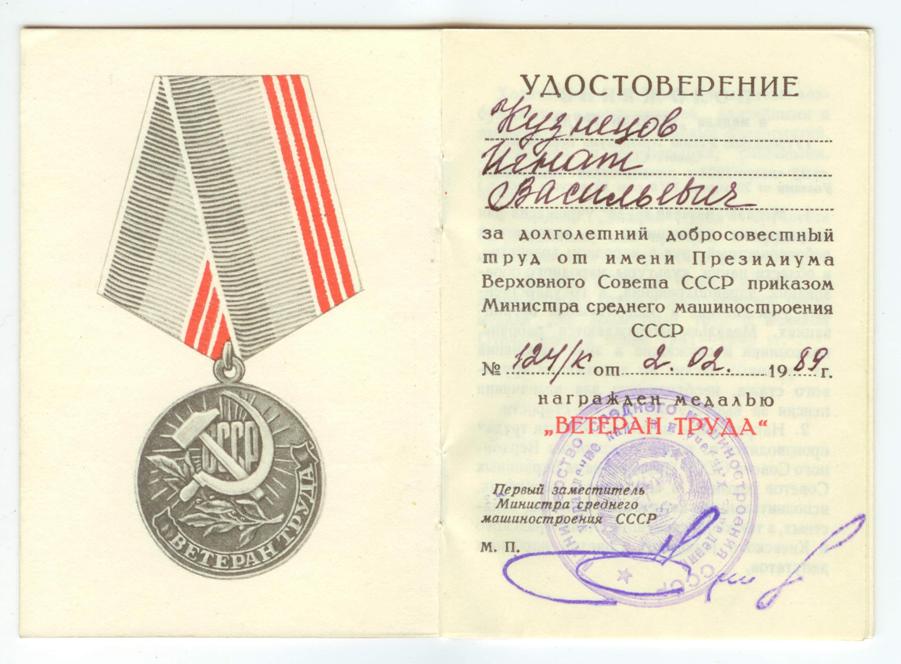 СССР
ВЕТЕРАН ТРУДА
УДОСТОВЕРЕНИЕ
Кузнецов
Игнат
Васильевич
за долголетний добросовестный
труд от имени Президиума
Верховного Совета СССР приказом
Министра среднего машиностроения
СССР
№ 124/к от 2.02. 1989 г.
награжден медалью
„ВЕТЕРАН ТРУДА“
Первый заместитель
Министра среднего
машиностроения СССР
М. П.